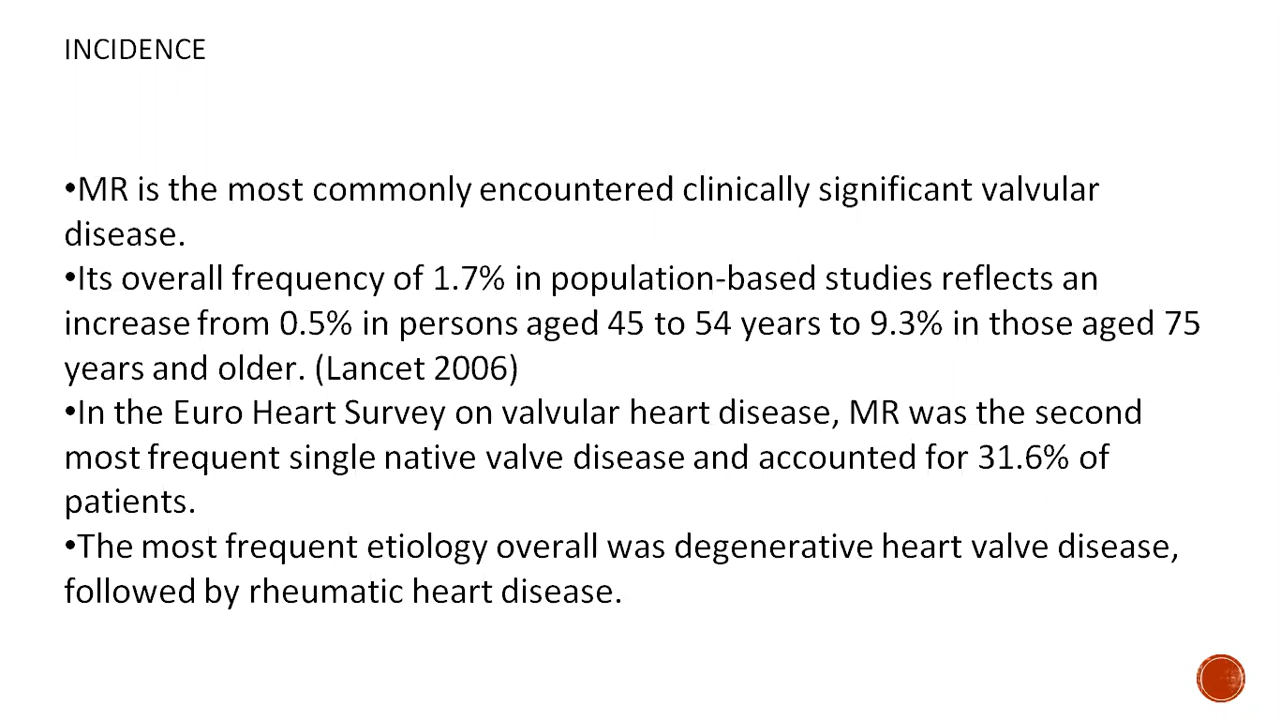 INCIDENCE
•MR is the most commonly encountered clinically significant valvular
disease.
•Its overall frequency of 1.7% in population-based studies reflects an
increase from 0.5% in persons aged 45 to 54 years to 9.3% in those aged 75
years and older. (Lancet 2006)
•In the Euro Heart Survey on valvular heart disease, MR was the second
most frequent single native valve disease and accounted for 31.6% of
patients.
•The most frequent etiology overall was degenerative heart valve disease,
followed by rheumatic heart disease.